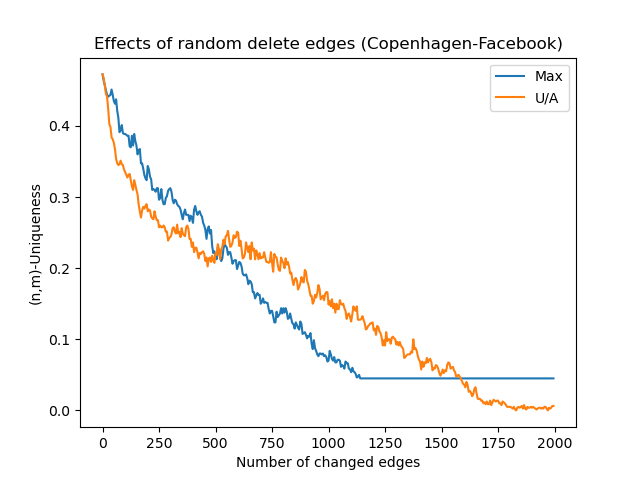 Effects of random delete edges (Copenhagen-Facebook)
Max
U/A
(n,m)-Uniqueness
0.4
0.3
0.2
0.1
0.0
0 250 500 750 1000 1250 1500 1750 2000
Number of changed edges